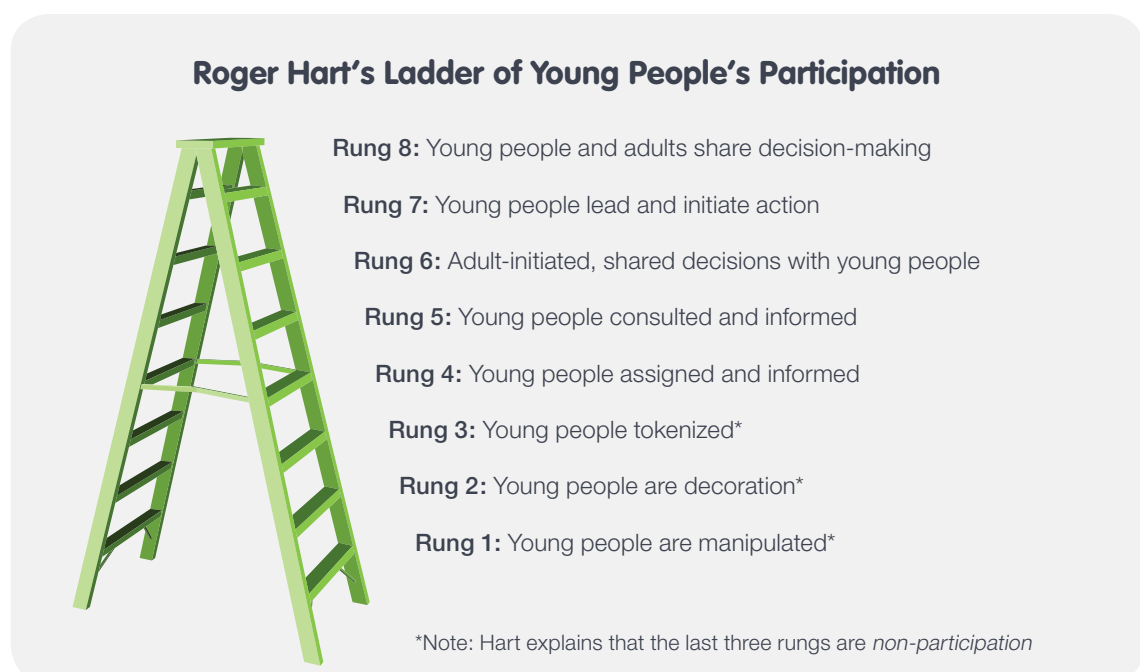 Roger Hart’s Ladder of Young People’s Participation
Rung 8: Young people and adults share decision-making
Rung 7: Young people lead and initiate action
Rung 6: Adult-initiated, shared decisions with young people
Rung 5: Young people consulted and informed
Rung 4: Young people assigned and informed
Rung 3: Young people tokenized*
Rung 2: Young people are decoration*
Rung 1: Young people are manipulated*
*Note: Hart explains that the last three rungs are non-participation